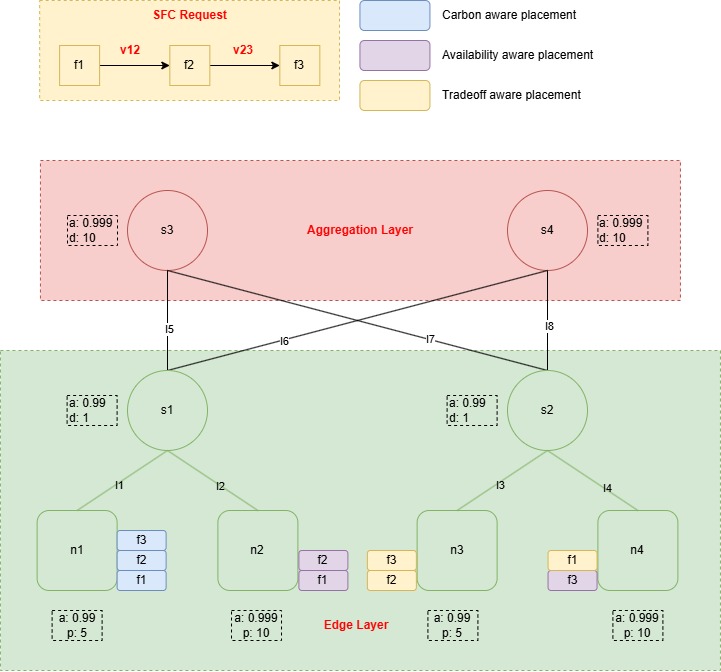 SFC Request
v12
v23
f1
f2
f3
Carbon aware placement
Availability aware placement
Tradeoff aware placement
a: 0.999
d: 10
s3
Aggregation Layer
s4
a: 0.999
d: 10
l5
l6
l7
l8
a: 0.99
d: 1
s1
a: 0.99
d: 1
s2
l1
l2
l3
l4
n1
f3
f2
f1
n2
f2
f1
f3
f2
n3
f1
f3
n4
a: 0.99
p: 5
a: 0.999
p: 10
Edge Layer
a: 0.99
p: 5
a: 0.999
p: 10